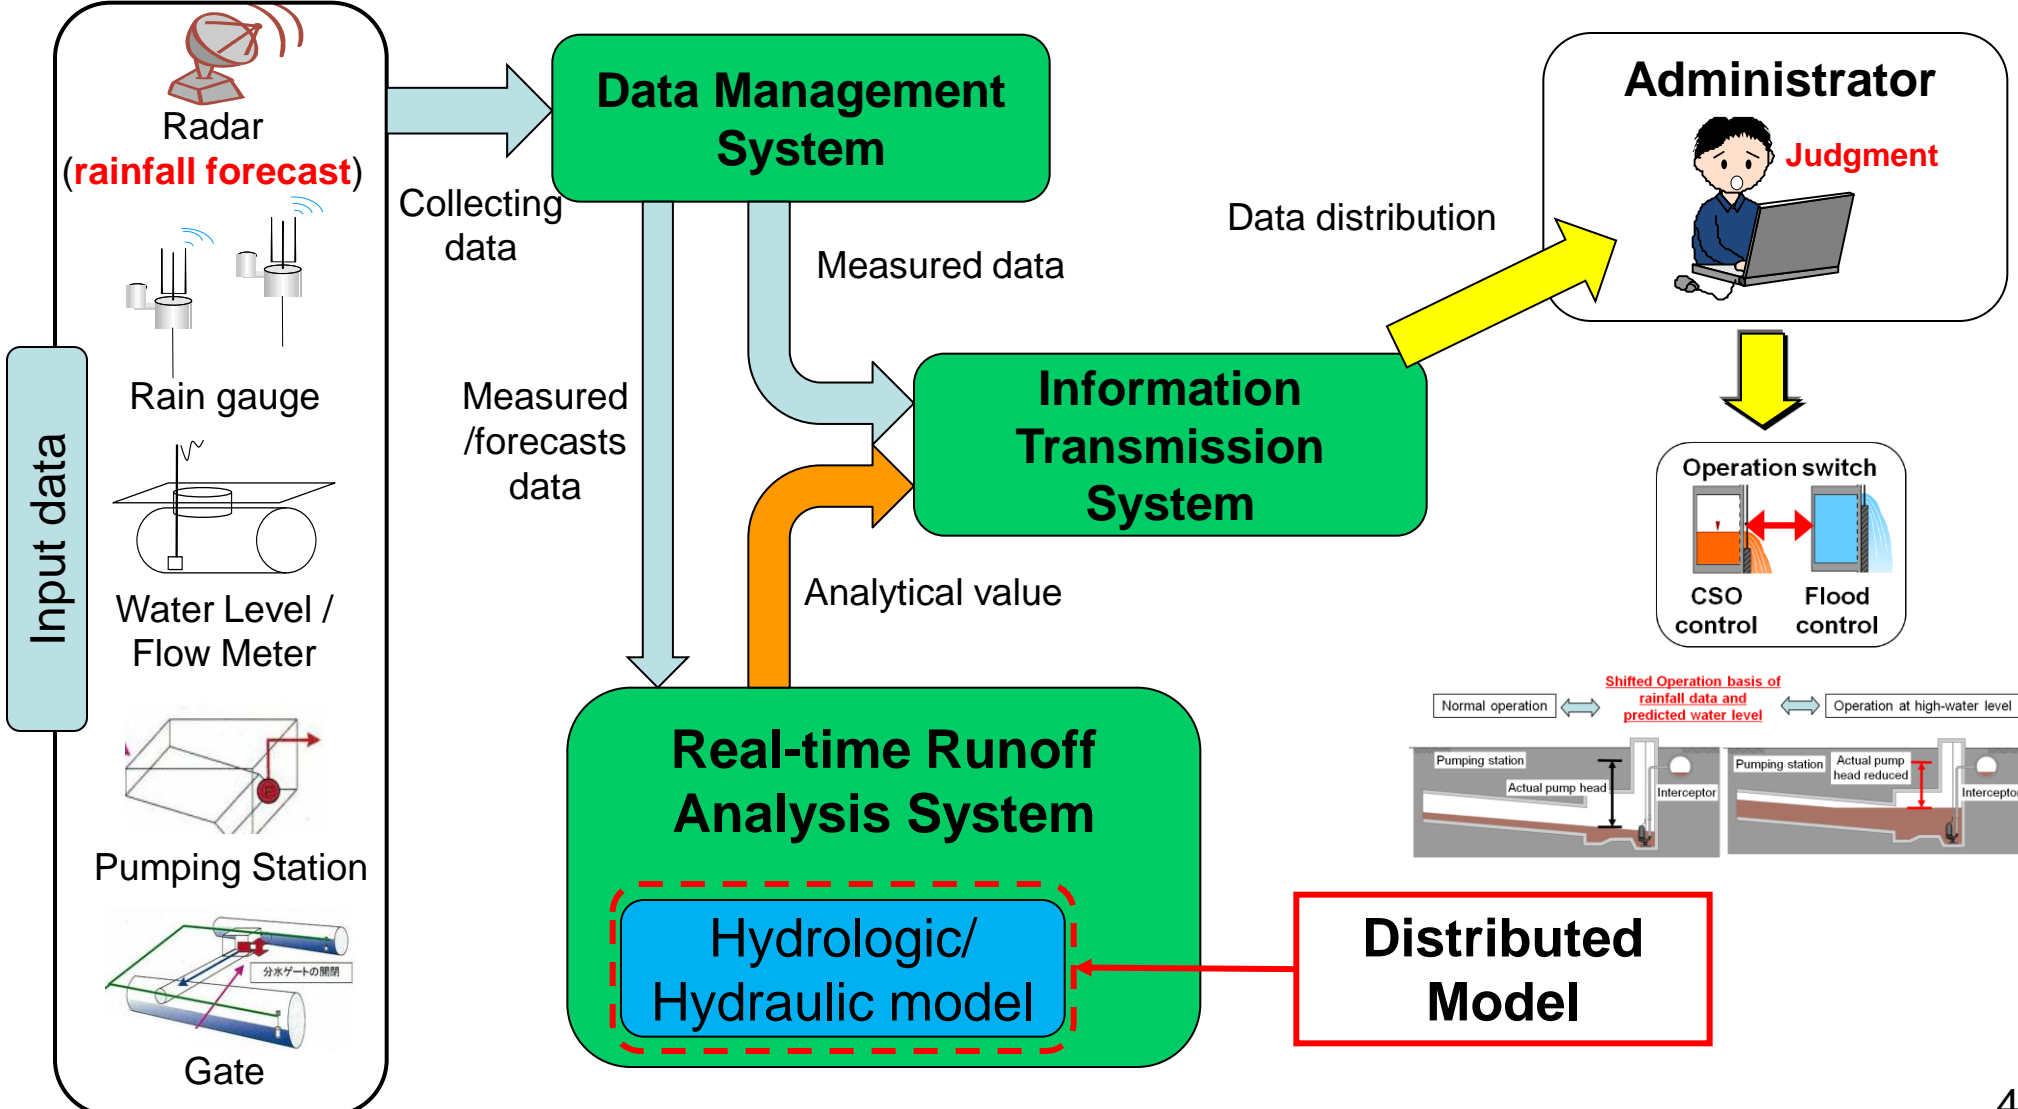 Radar
(rainfall forecast)
Rain gauge
Water Level /
Flow Meter
P
Pumping Station
分水ゲートの開閉
Gate
Input data
Collecting
data
Data Management
System
Measured data
Measured
/forecasts
data
Information
Transmission
System
Analytical value
Data distribution
Administrator
Judgment
Operation switch
CSO
control
Flood
control
Shifted Operation basis of
rainfall data and
predicted water level
Normal operation
Operation at high-water level
Pumping station
Actual pump head
Interceptor
Pumping station
Actual pump
head reduced
Interceptor
Real-time Runoff
Analysis System
Hydrologic/
Hydraulic model
Distributed
Model
4